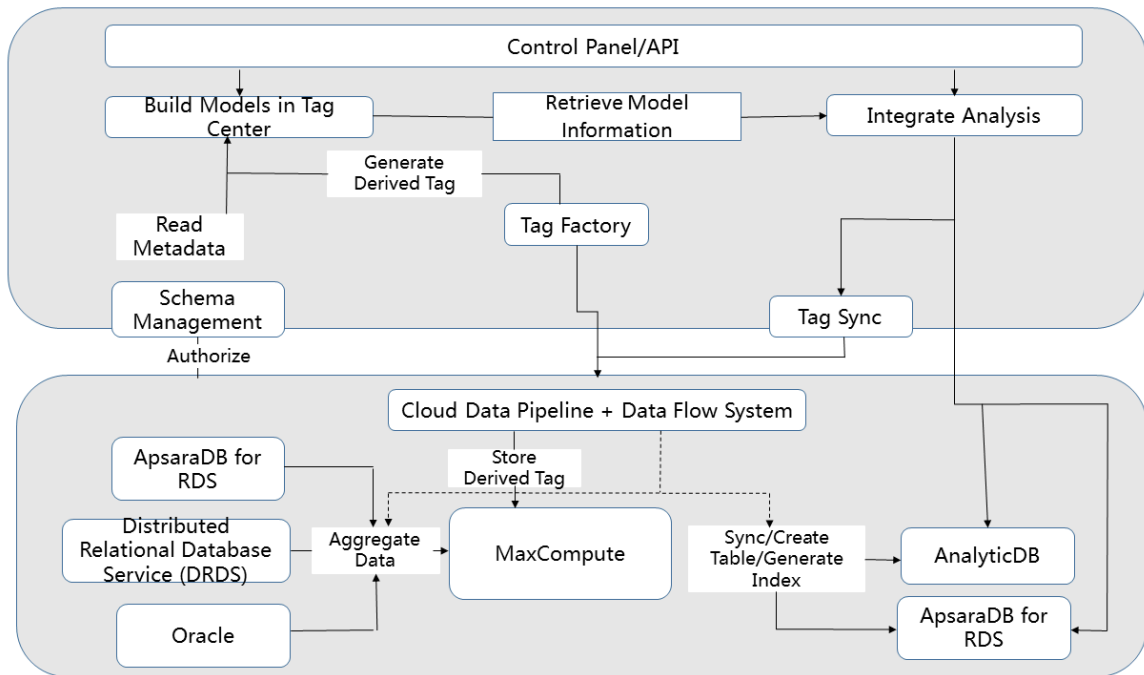 Control Panel/API
Build Models in Tag
Center
Retrieve Model
Information
Integrate Analysis
Generate
Derived Tag
Read
Metadata
Tag Factory
Schema
Management
Tag Sync
Authorize
Cloud Data Pipeline + Data Flow System
ApsaraDB for
RDS
Store
Derived Tag
Distributed
Relational Database
Service (DRDS)
Aggregate
Data
MaxCompute
Sync/Create
Table/Generate
Index
AnalyticDB
Oracle
ApsaraDB for
RDS